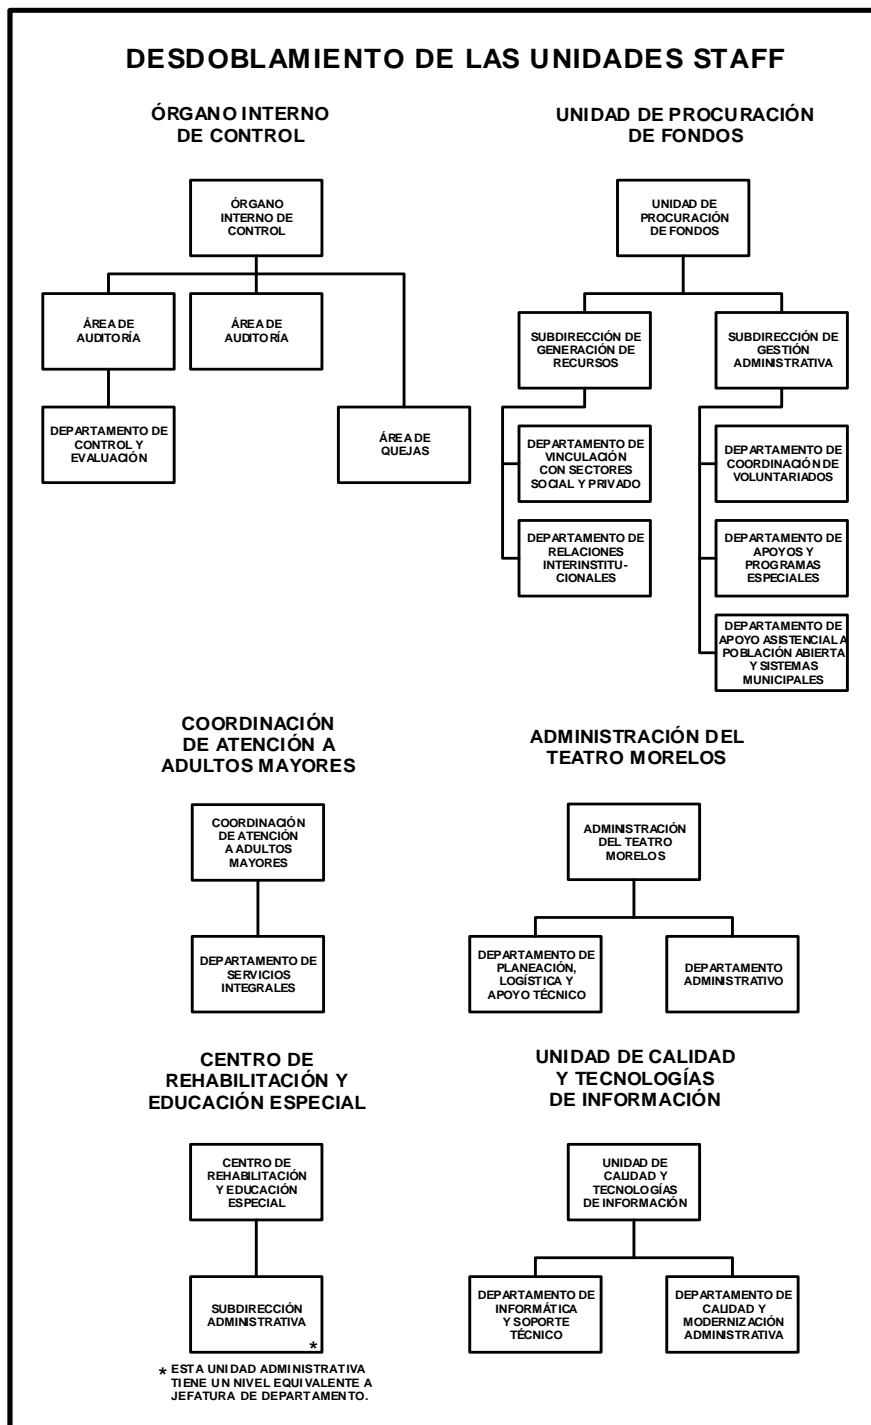 DESDOBLAMIENTO DE LAS UNIDADES STAFF
ÓRGANO INTERNO
DE CONTROL
ÓRGANO
INTERNO DE
CONTROL
ÁREA DE
AUDITORÍA
ÁREA DE
AUDITORÍA
DEPARTAMENTO DE
CONTROL Y
EVALUACIÓN
ÁREA DE
QUEJAS
UNIDAD DE PROCURACIÓN
DE FONDOS
UNIDAD DE
PROCURACIÓN
DE FONDOS
SUBDIRECCIÓN DE
GENERACIÓN DE
RECURSOS
SUBDIRECCIÓN DE
GESTIÓN
ADMINISTRATIVA
DEPARTAMENTO DE
VINCULACIÓN
CON SECTORES
SOCIAL Y PRIVADO
DEPARTAMENTO DE
COORDINACIÓN DE
VOLUNTARIADOS
DEPARTAMENTO DE
RELACIONES
INTERINSTITU-
CIONALES
DEPARTAMENTO DE
APOYOS Y
PROGRAMAS
ESPECIALES
DEPARTAMENTO DE
APOYO ASISTENCIAL A
POBLACIÓN ABIERTA
Y SISTEMAS
MUNICIPALES
COORDINACIÓN
DE ATENCIÓN A
ADULTOS MAYORES
COORDINACIÓN
DE ATENCIÓN
A ADULTOS
MAYORES
DEPARTAMENTO DE
SERVICIOS
INTEGRALES
ADMINISTRACIÓN DEL
TEATRO MORELOS
ADMINISTRACIÓN
DEL TEATRO
MORELOS
DEPARTAMENTO DE
PLANEACIÓN,
LOGÍSTICA Y
APOYO TÉCNICO
DEPARTAMENTO
ADMINISTRATIVO
CENTRO DE
REHABILITACIÓN Y
EDUCACIÓN ESPECIAL
CENTRO DE
REHABILITACIÓN
Y EDUCACIÓN
ESPECIAL
SUBDIRECCIÓN
ADMINISTRATIVA
*
* ESTA UNIDAD ADMINISTRATIVA
TIENE UN NIVEL EQUIVALENTE A
JEFATURA DE DEPARTAMENTO.
UNIDAD DE CALIDAD
Y TECNOLOGÍAS
DE INFORMACIÓN
UNIDAD DE
CALIDAD Y
TECNOLOGÍAS
DE INFORMACIÓN
DEPARTAMENTO DE
INFORMÁTICA
Y SOPORTE
TÉCNICO
DEPARTAMENTO DE
CALIDAD Y
MODERNIZACIÓN
ADMINISTRATIVA